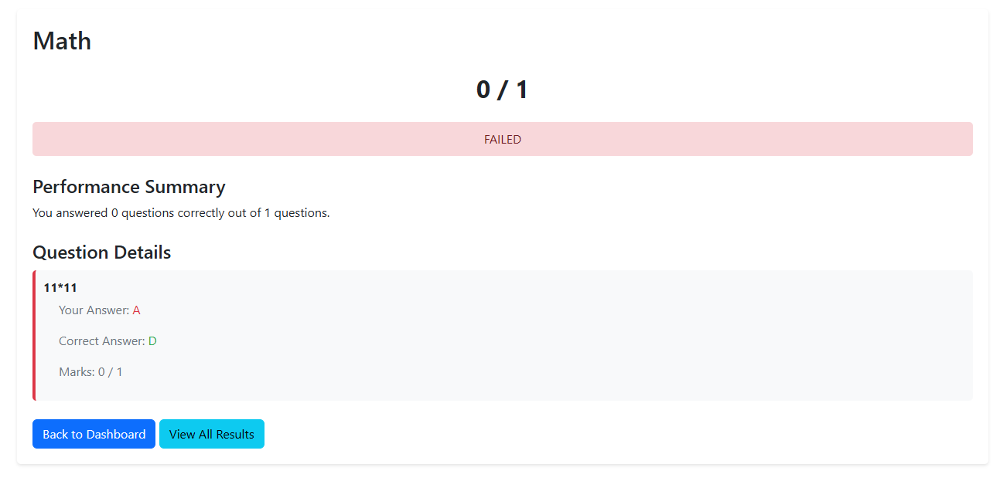 Math
0 / 1
FAILED
Performance Summary
You answered 0 questions correctly out of 1 questions.
Question Details
11*11
Your Answer: A
Correct Answer: D
Marks: 0 / 1
Back to Dashboard
View All Results